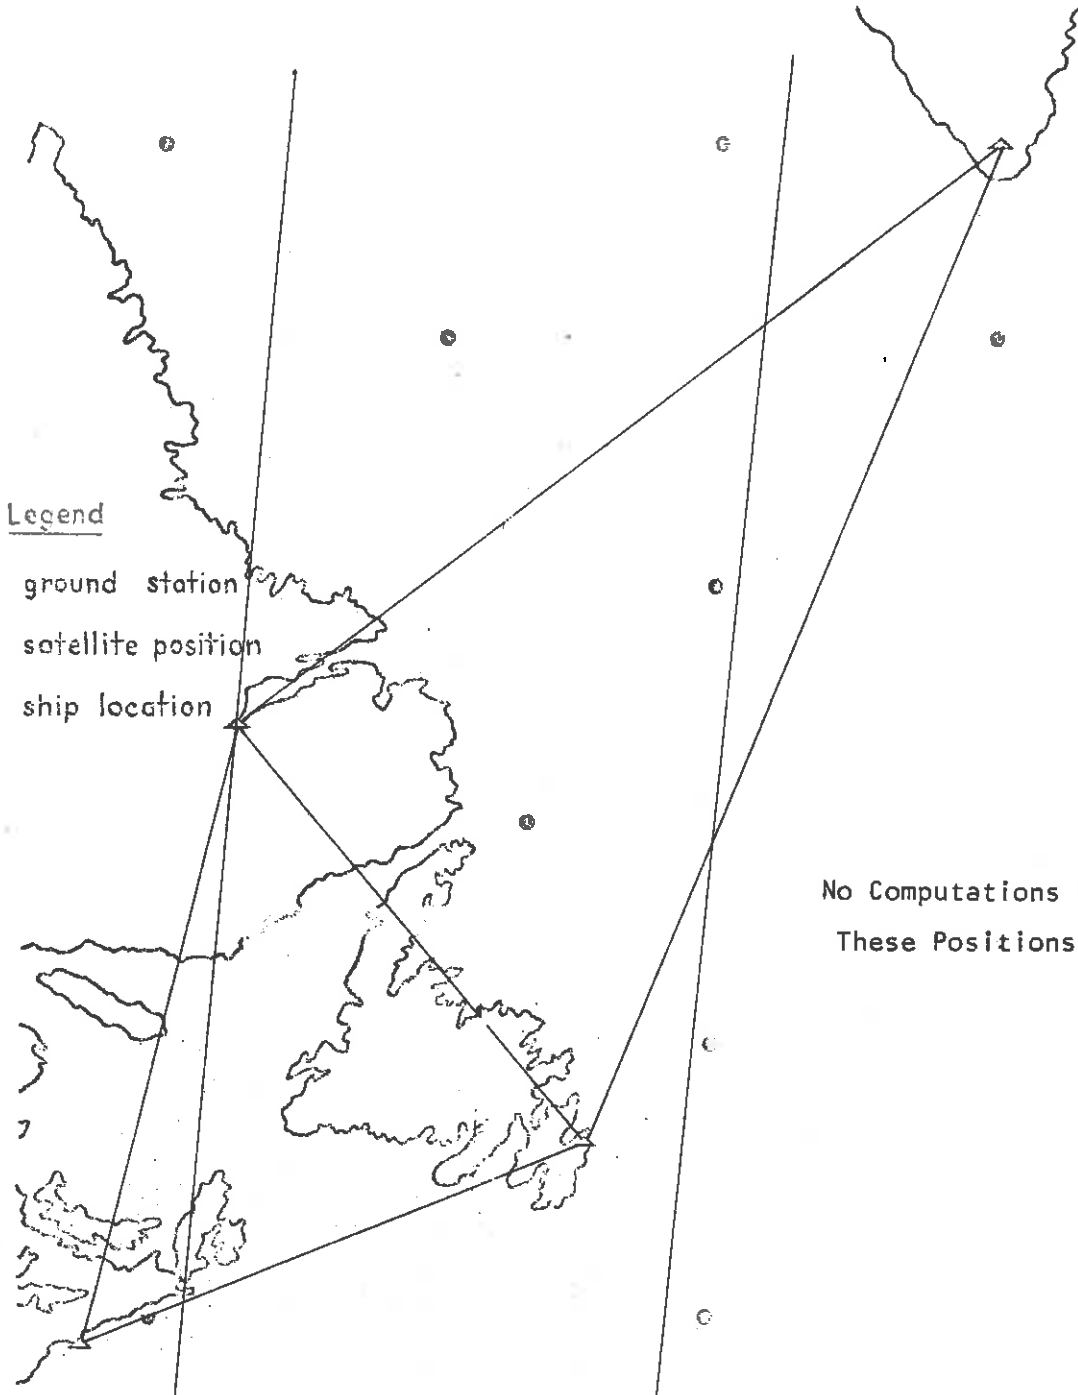 Legend
ground station
satellite position
ship location
No Computations
These Positions